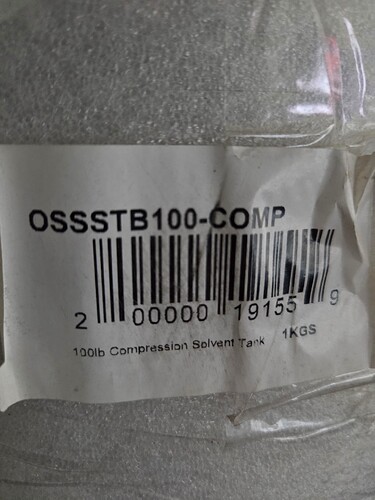 OSSSTB100-COMP
2 00000 19155 9
100lb Compression Solvent Tank 1KGS